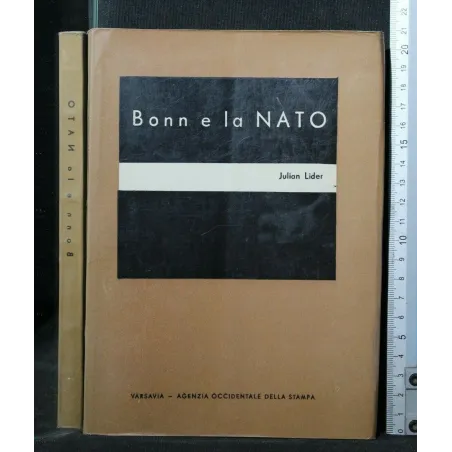 Bonn e la NATO
Bonn e la NATO
Julian Lider
VARSAVIA — AGENZIA OCCIDENTALE DELLA STAMPA